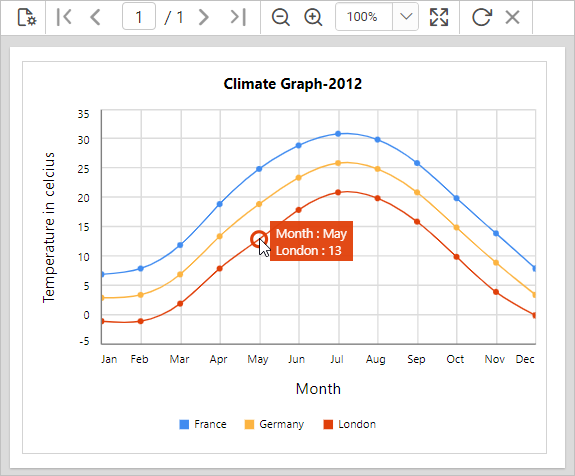 1 / 1 100%
Climate Graph-2012
Temperature in celcius
35
30
25
20
15
10
5
0
-5
Month : May
London : 13
Jan Feb Mar Apr May Jun Jul Aug Sep Oct Nov Dec
Month
France Germany London